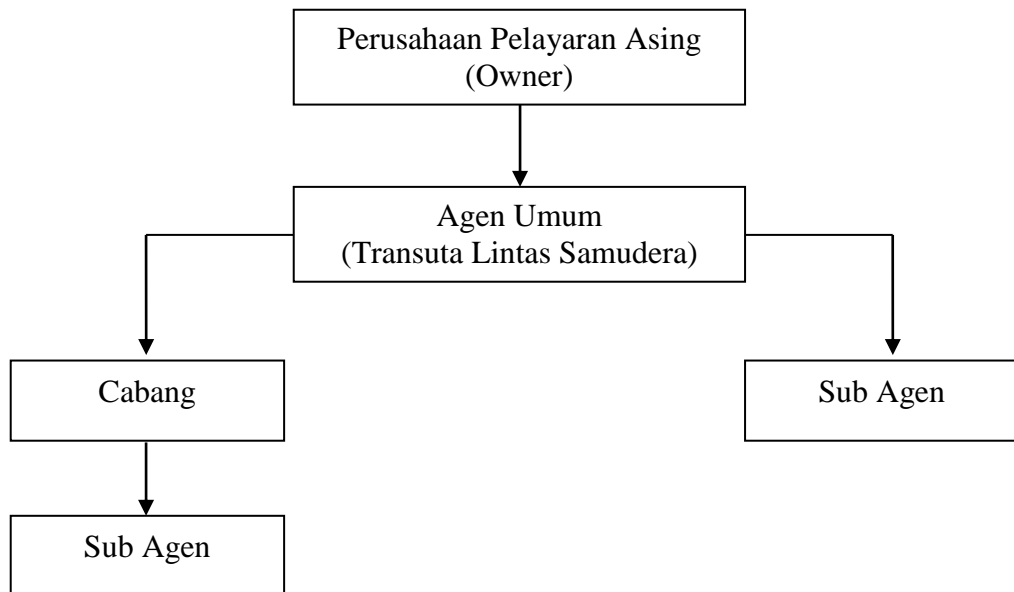 Perusahaan Pelayaran Asing
(Owner)
Agen Umum
(Transuta Lintas Samudera)
Cabang
Sub Agen
Sub Agen